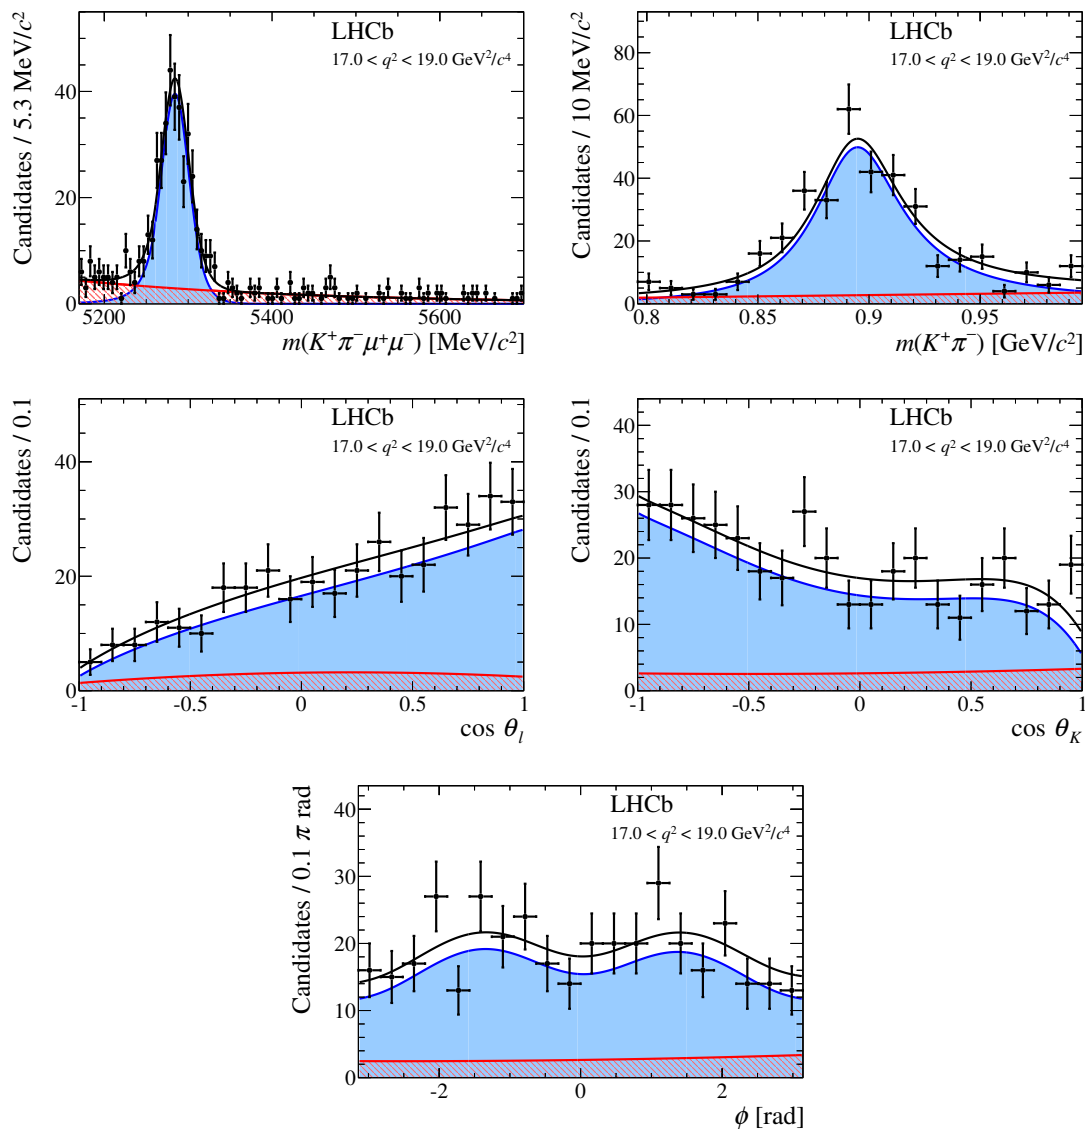 LHCb
17.0 < q² < 19.0 GeV²/c⁴
Candidates / 5.3 MeV/c²
40
20
0
5200
5400
5600
m(K⁺π⁻μ⁺μ⁻) [MeV/c²]
LHCb
17.0 < q² < 19.0 GeV²/c⁴
Candidates / 10 MeV/c²
80
60
40
20
0
0.8
0.85
0.9
0.95
m(K⁺π⁻) [GeV/c²]
LHCb
17.0 < q² < 19.0 GeV²/c⁴
Candidates / 0.1
40
20
0
-1
-0.5
0
0.5
1
cos θ_l
LHCb
17.0 < q² < 19.0 GeV²/c⁴
Candidates / 0.1
40
30
20
10
0
-1
-0.5
0
0.5
1
cos θ_K
LHCb
17.0 < q² < 19.0 GeV²/c⁴
Candidates / 0.1 π rad
40
30
20
10
0
-2
0
2
ϕ [rad]